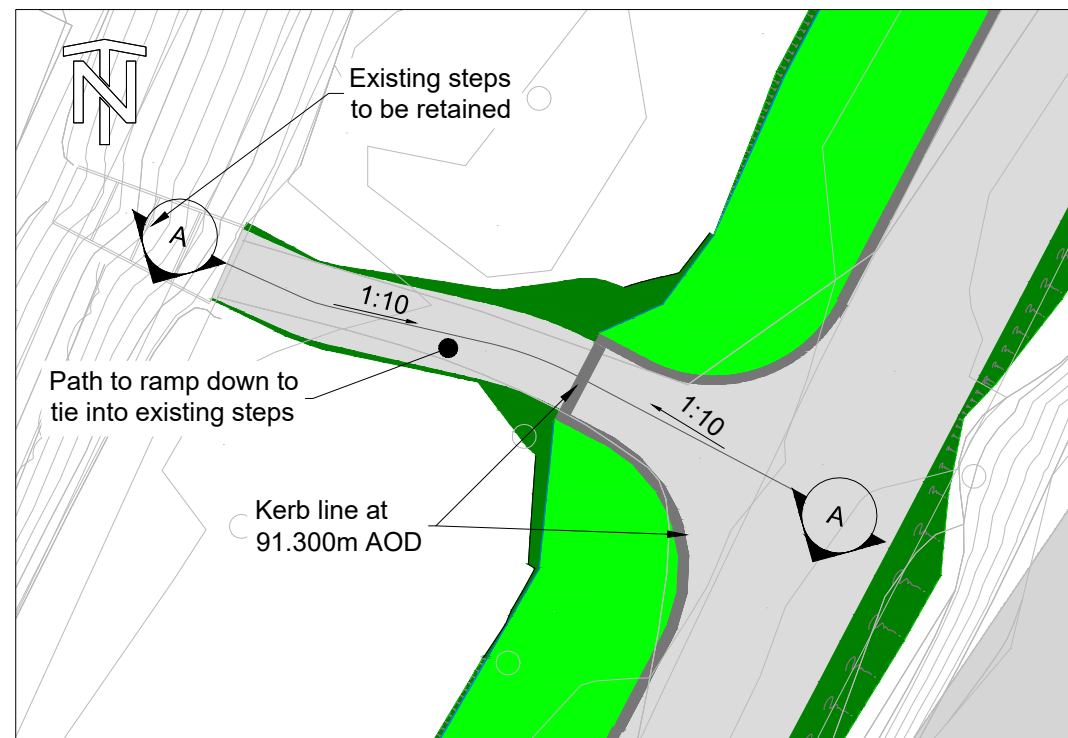 N
Existing steps
to be retained
A
1:10
Path to ramp down to
tie into existing steps
1:10
Kerb line at
91.300m AOD
A